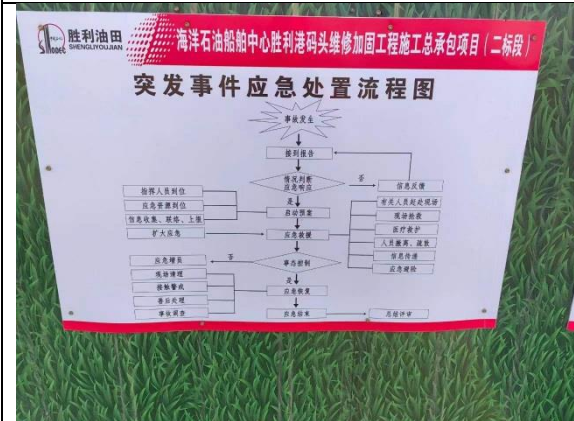 胜利油田
SHENGLIYOUJIAN
海洋石油船舶中心胜利港码头维修加固工程施工总承包项目(二标段)
突发事件应急处置流程图
事故发生
接到报告
情况判断
应急响应
否
信息反馈
是
指挥人员到位
应急资源到位
信息收集、联络、上报
启动预案
有关人员赶赴现场
现场抢救
医疗救护
人员撤离、疏散
信息传递
应急避险
扩大应急
应急救援
应急增员
否
事态控制
是
现场清理
接触警戒
善后处理
事故调查
应急恢复
应急结束
总结评审